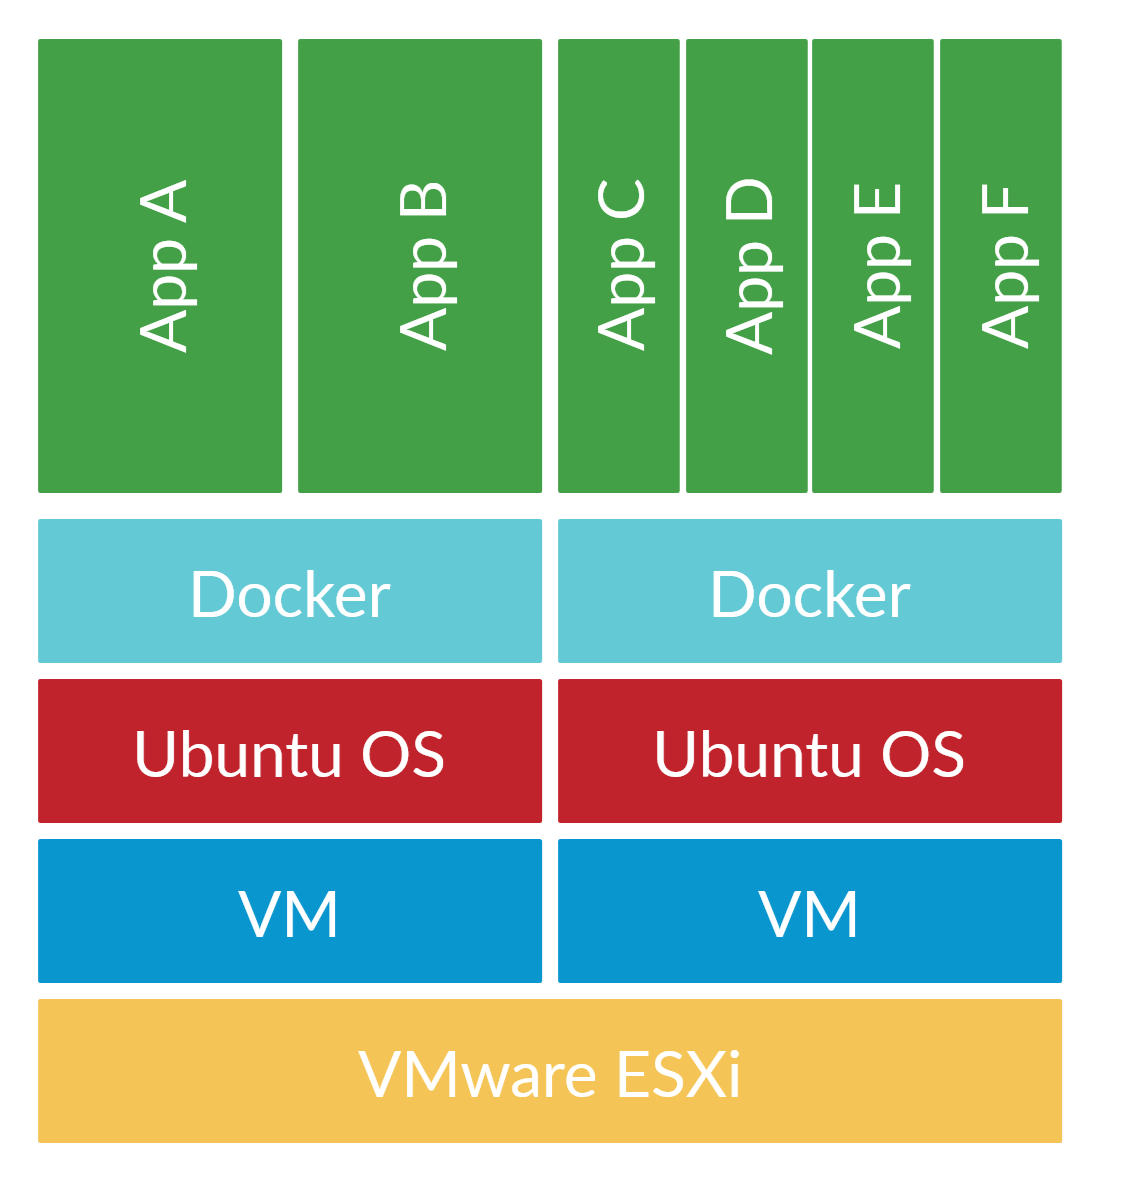 App A
App B
App C
App D
App E
App F
Docker
Docker
Ubuntu OS
Ubuntu OS
VM
VM
VMware ESXi